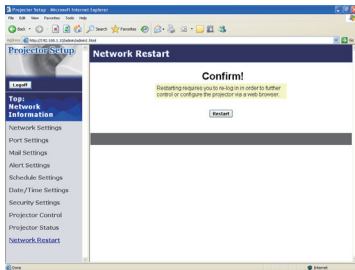 Projector Setup - Microsoft Internet Explorer
File Edit View Favorites Tools Help
Back Search Favorites
Projector Setup
Network Restart
Logoff
Confirm!
Restarting requires you to re-log-in in order to further
control or configure the projector via a web browser.
Restart
Top:
Network
Information
Network Settings
Port Settings
Mail Settings
Alert Settings
Schedule Settings
Date/Time Settings
Security Settings
Projector Control
Projector Status
Network Restart
Done
Internet